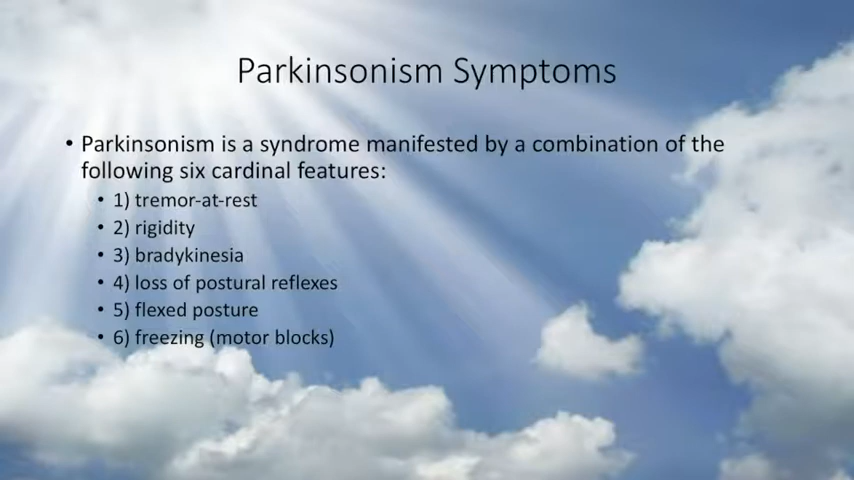 Parkinsonism Symptoms
• Parkinsonism is a syndrome manifested by a combination of the
following six cardinal features:
• 1) tremor-at-rest
• 2) rigidity
• 3) bradykinesia
• 4) loss of postural reflexes
• 5) flexed posture
• 6) freezing (motor blocks)